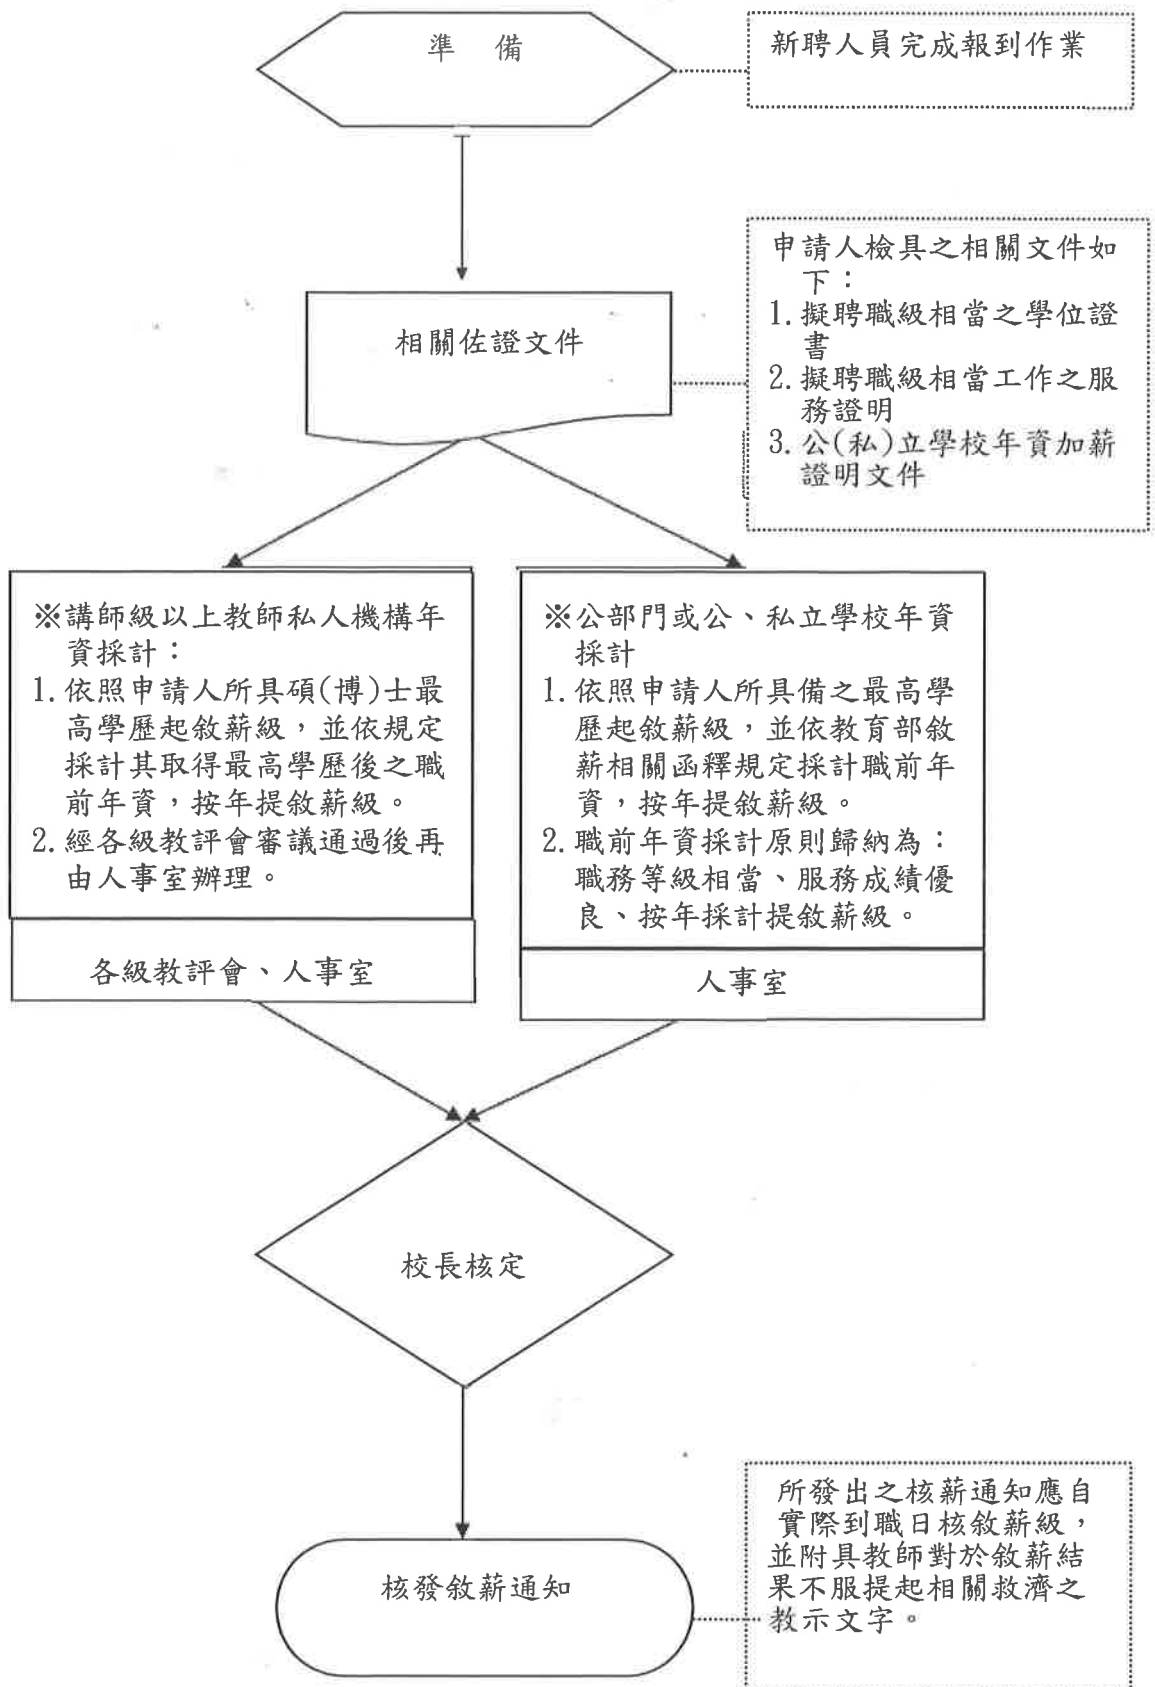 準 備
新聘人員完成報到作業
相關佐證文件
申請人檢具之相關文件如
下：
1.擬聘職級相當之學位證
書
2.擬聘職級相當工作之服
務證明
3.公(私)立學校年資加薪
證明文件
※講師級以上教師私人機構年
資採計：
1.依照申請人所具碩(博)士最
高學歷起敘薪級，並依規定
採計其取得最高學歷後之職
前年資，按年提敘薪級。
2.經各級教評會審議通過後再
由人事室辦理。
各級教評會、人事室
※公部門或公、私立學校年資
採計
1.依照申請人所具備之最高學
歷起敘薪級，並依教育部敘
薪相關函釋規定採計職前年
資，按年提敘薪級。
2.職前年資採計原則歸納為：
職務等級相當、服務成績優
良、按年採計提敘薪級。
人事室
校長核定
核發敘薪通知
所發出之核薪通知應自
實際到職日核敘薪級，
並附具教師對於敘薪結
果不服提起相關救濟之
教示文字。